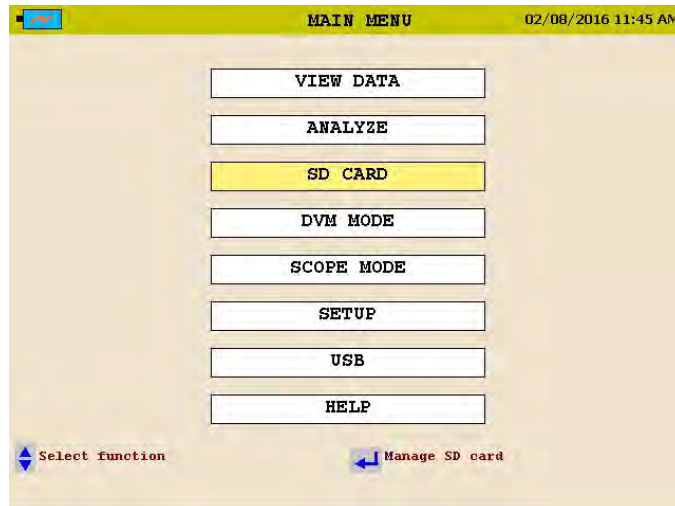 MAIN MENU 02/08/2016 11:45 AM
VIEW DATA
ANALYZE
SD CARD
DVM MODE
SCOPE MODE
SETUP
USB
HELP
Select function Manage SD card